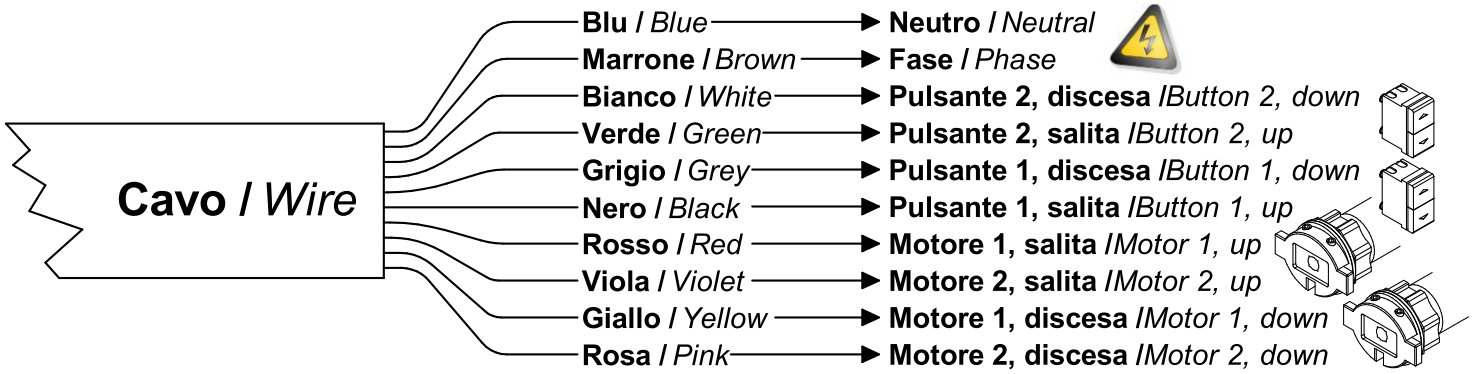 Blu / Blue Neutro / Neutral
Marrone / Brown Fase / Phase
Bianco / White Pulsante 2, discesa /Button 2, down
Verde / Green Pulsante 2, salita /Button 2, up
Grigio / Grey Pulsante 1, discesa /Button 1, down
Cavo / Wire
Nero / Black Pulsante 1, salita /Button 1, up
Rosso / Red Motore 1, salita /Motor 1, up
Viola / Violet Motore 2, salita /Motor 2, up
Giallo / Yellow Motore 1, discesa /Motor 1, down
Rosa / Pink Motore 2, discesa /Motor 2, down